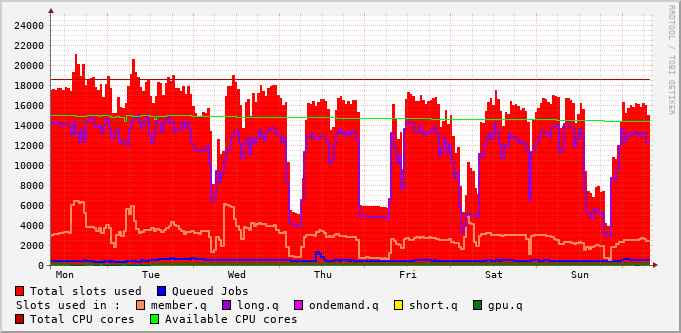 24000
22000
20000
18000
16000
14000
12000
10000
8000
6000
4000
2000
0
Mon Tue Wed Thu Fri Sat Sun
RRDTOOL / TOBI OETIKER
Total slots used Queued Jobs
Slots used in : member.q long.q ondemand.q short.q gpu.q
Total CPU cores Available CPU cores